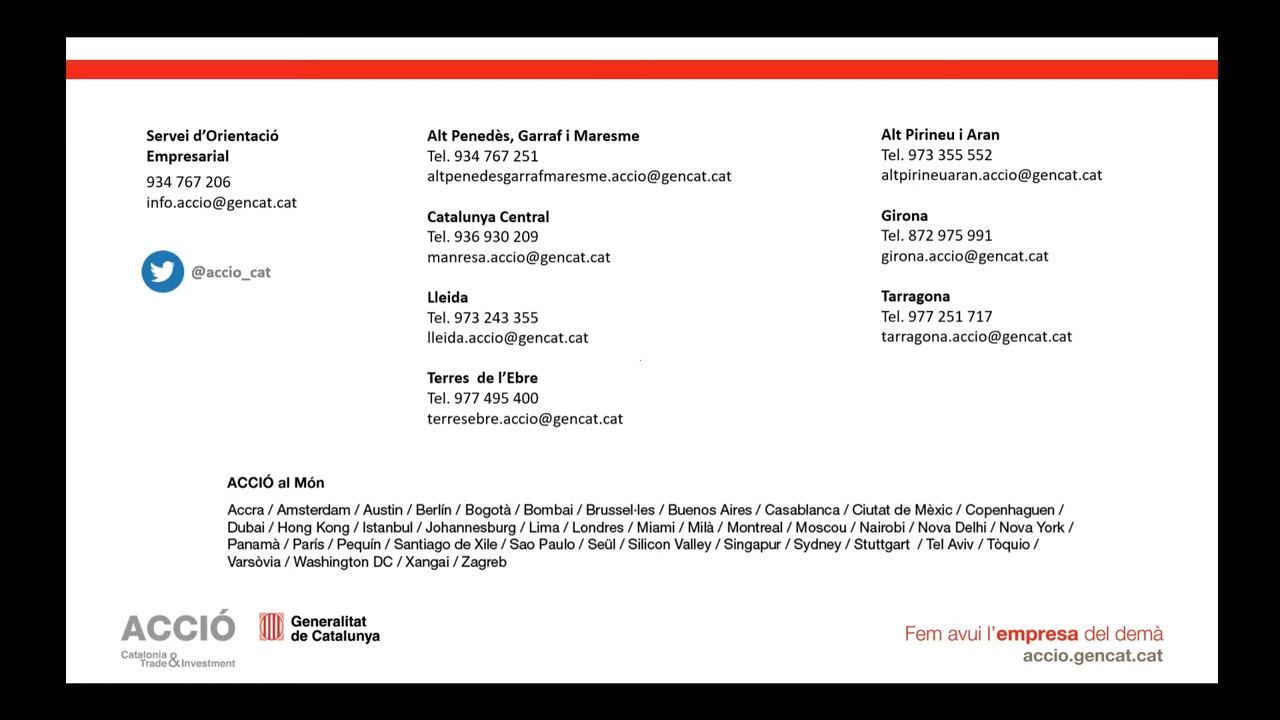 Servei d’Orientació
Empresarial
934 767 206
info.accio@gencat.cat
@accio_cat
Alt Penedès, Garraf i Maresme
Tel. 934 767 251
altpenedesgarrafmaresme.accio@gencat.cat
Catalunya Central
Tel. 936 930 209
manresa.accio@gencat.cat
Lleida
Tel. 973 243 355
lleida.accio@gencat.cat
Terres  de l’Ebre
Tel. 977 495 400
terresebre.accio@gencat.cat
Alt Pirineu i Aran
Tel. 973 355 552
altpirineuaran.accio@gencat.cat
Girona
Tel. 872 975 991
girona.accio@gencat.cat
Tarragona
Tel. 977 251 717
tarragona.accio@gencat.cat
ACCIÓ al Món
Accra / Amsterdam / Austin / Berlín / Bogotà / Bombai / Brussel·les / Buenos Aires / Casablanca / Ciutat de Mèxic / Copenhaguen /
Dubai / Hong Kong / Istanbul / Johannesburg / Lima / Londres / Miami / Milà / Montreal / Moscou / Nairobi / Nova Delhi / Nova York /
Panamà / París / Pequín / Santiago de Xile / Sao Paulo / Seül / Silicon Valley / Singapur / Sydney / Stuttgart  / Tel Aviv / Tòquio /
Varsòvia / Washington DC / Xangai / Zagreb
ACCIÓ
Catalonia
Trade & Investment
Generalitat
de Catalunya
Fem avui l’empresa del demà
accio.gencat.cat